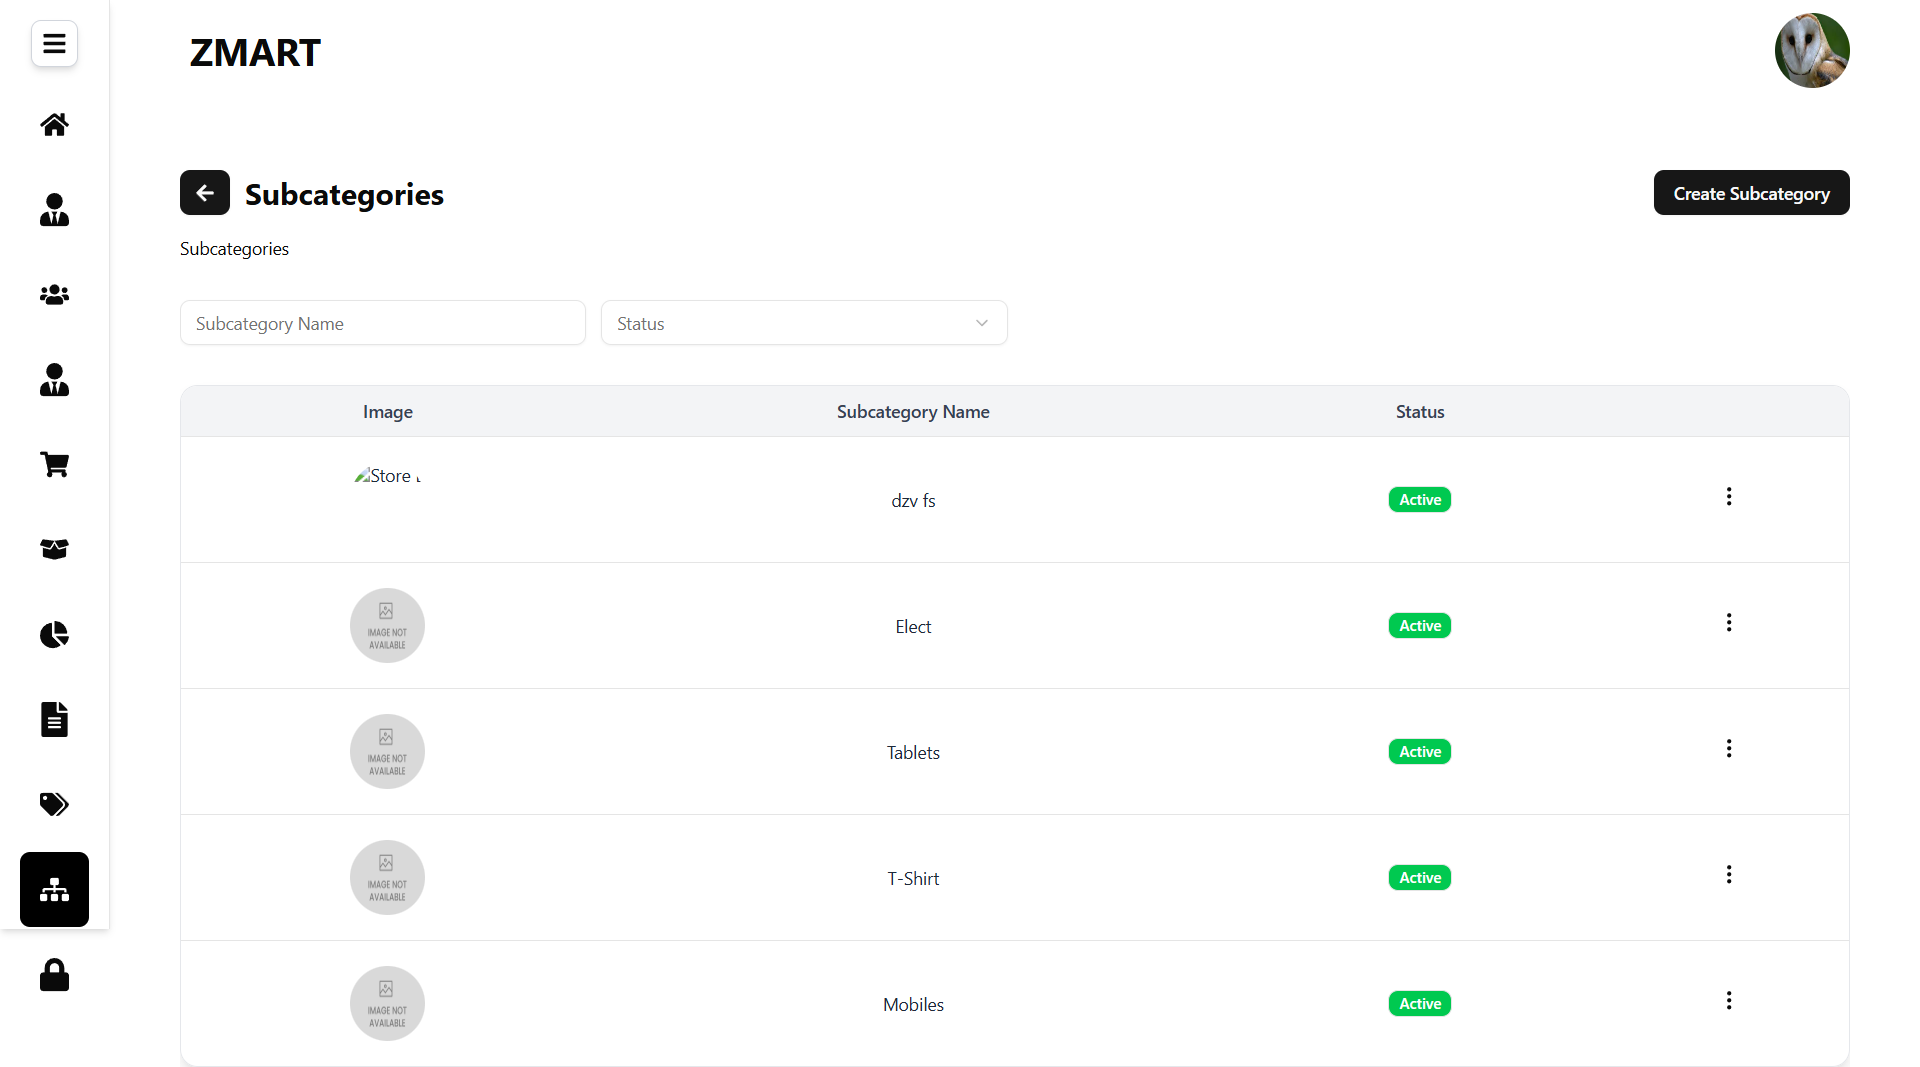 ZMART
Subcategories
Create Subcategory
Subcategories
Subcategory Name
Status
Image
Subcategory Name
Status
Store
dzv fs
Active
IMAGE NOT
AVAILABLE
Elect
Active
IMAGE NOT
AVAILABLE
Tablets
Active
IMAGE NOT
AVAILABLE
T-Shirt
Active
IMAGE NOT
AVAILABLE
Mobiles
Active